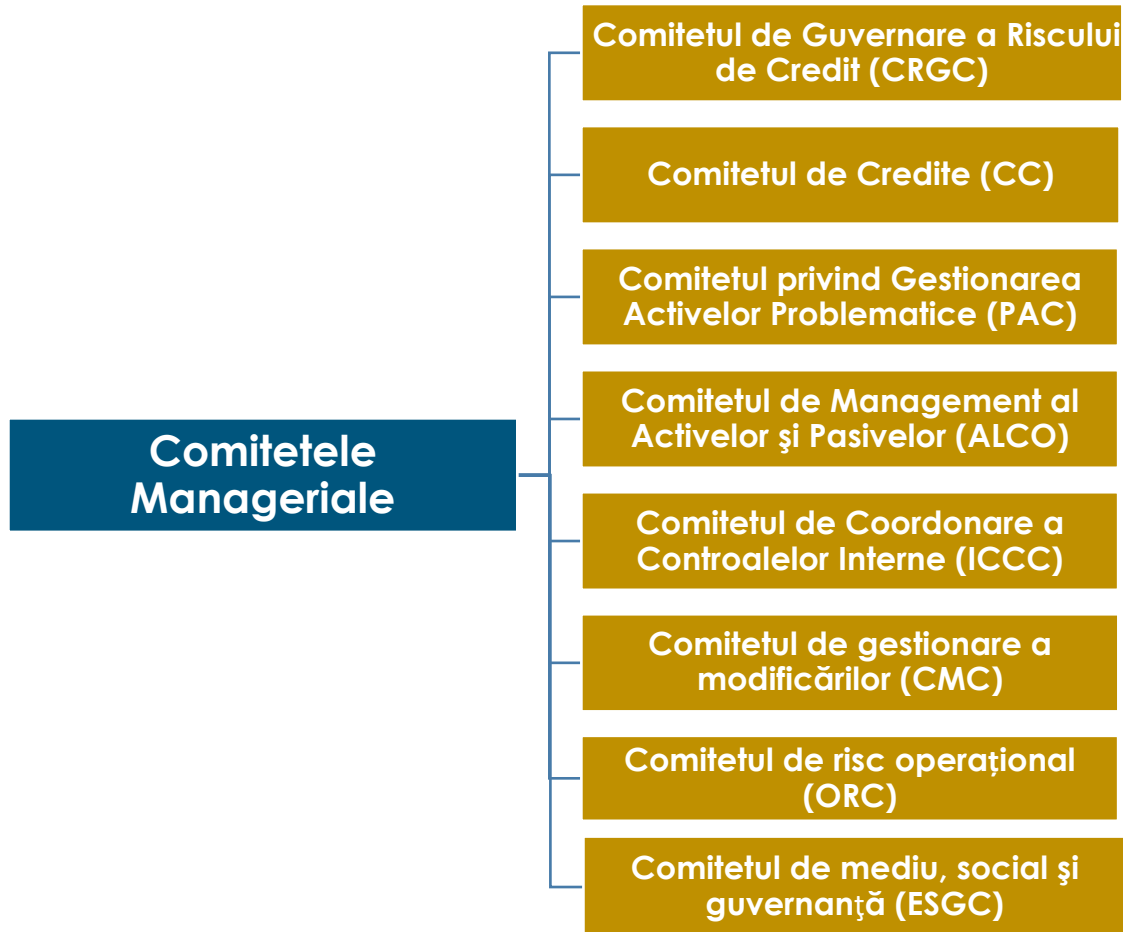 Comitetul de Guvernare a Riscului
de Credit (CRGC)
Comitetul de Credite (CC)
Comitetul privind Gestionarea
Activelor Problematice (PAC)
Comitetul de Management al
Activelor şi Pasivelor (ALCO)
Comitetele
Manageriale
Comitetul de Coordonare a
Controalelor Interne (ICCC)
Comitetul de gestionare a
modificărilor (CMC)
Comitetul de risc operaţional
(ORC)
Comitetul de mediu, social şi
guvernanţă (ESGC)